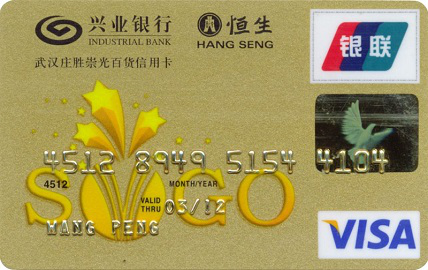 兴业银行 恒生 银联
INDUSTRIAL BANK HANG SENG
武汉庄胜崇光百货信用卡
4512 8949 5154 4104
4512 MONTH/YEAR
SOGO
VALID THRU 03/12
WANG PENG
VISA